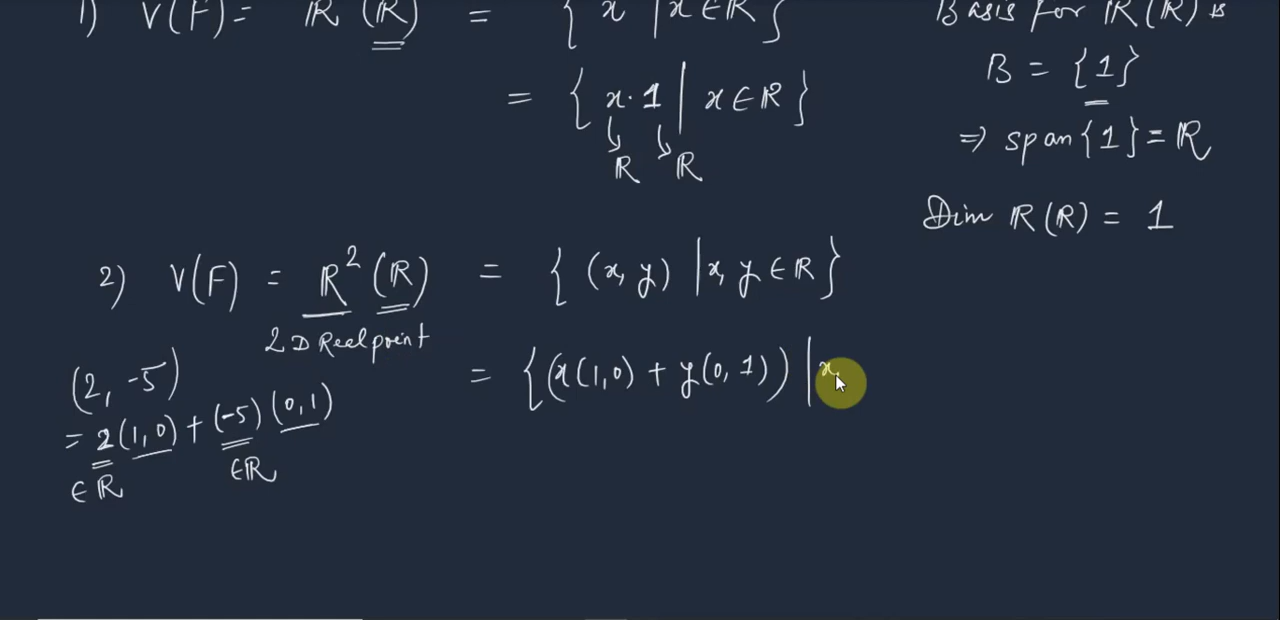 1) V(F) = ℝ (ℝ) = { x | x ∈ ℝ }
= { x · 1 | x ∈ ℝ }
ℝ ℝ
Basis for ℝ(ℝ) is
B = {1}
⇒ span{1} = ℝ
Dim ℝ(ℝ) = 1
2) V(F) = ℝ² (ℝ) = { (x, y) | x, y ∈ ℝ }
2D Real point
= { (x(1,0) + y(0,1)) | x,
(2, -5)
= 2(1,0) + (-5)(0,1)
∈ ℝ ∈ℝ